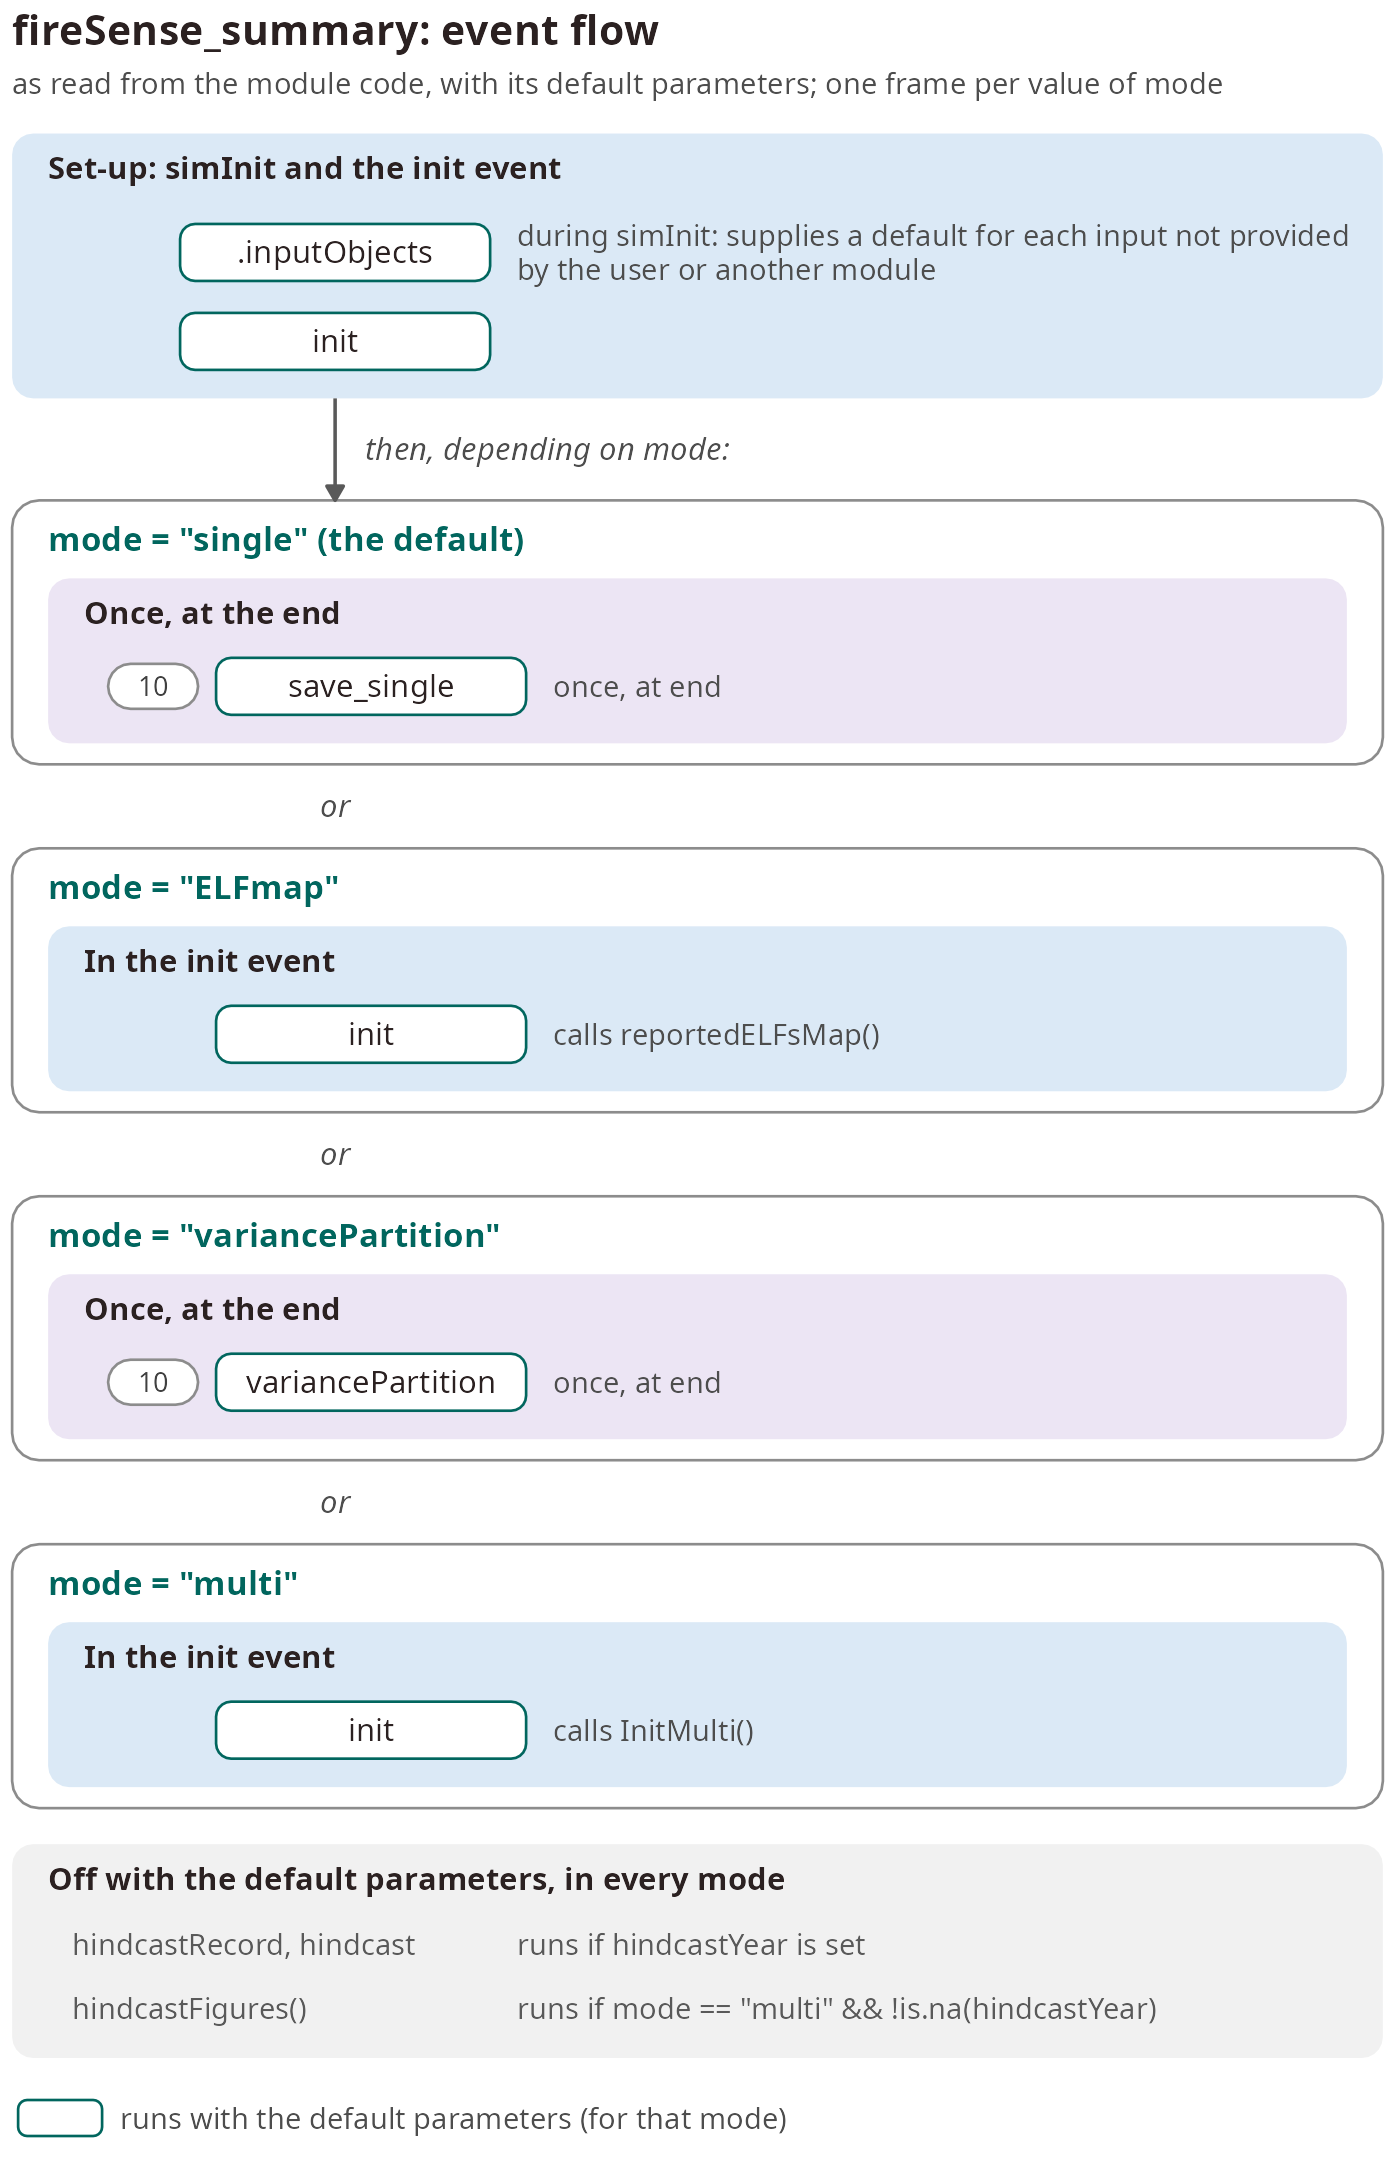 fireSense_summary: event flow
as read from the module code, with its default parameters; one frame per value of mode
Set-up: simInit and the init event
.inputObjects
during simInit: supplies a default for each input not provided
by the user or another module
init
then, depending on mode:
mode = "single" (the default)
Once, at the end
10
save_single
once, at end
or
mode = "ELFmap"
In the init event
init
calls reportedELFsMap()
or
mode = "variancePartition"
Once, at the end
10
variancePartition
once, at end
or
mode = "multi"
In the init event
init
calls InitMulti()
Off with the default parameters, in every mode
hindcastRecord, hindcast
runs if hindcastYear is set
hindcastFigures()
runs if mode == "multi" && !is.na(hindcastYear)
runs with the default parameters (for that mode)